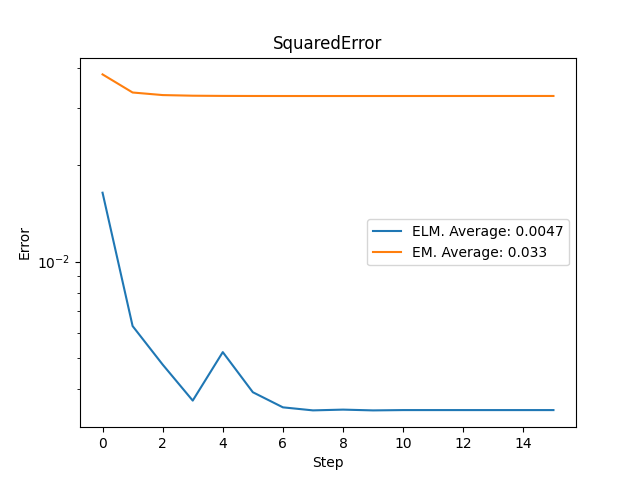 SquaredError
Error
10⁻²
ELM. Average: 0.0047
EM. Average: 0.033
0 2 4 6 8 10 12 14
Step